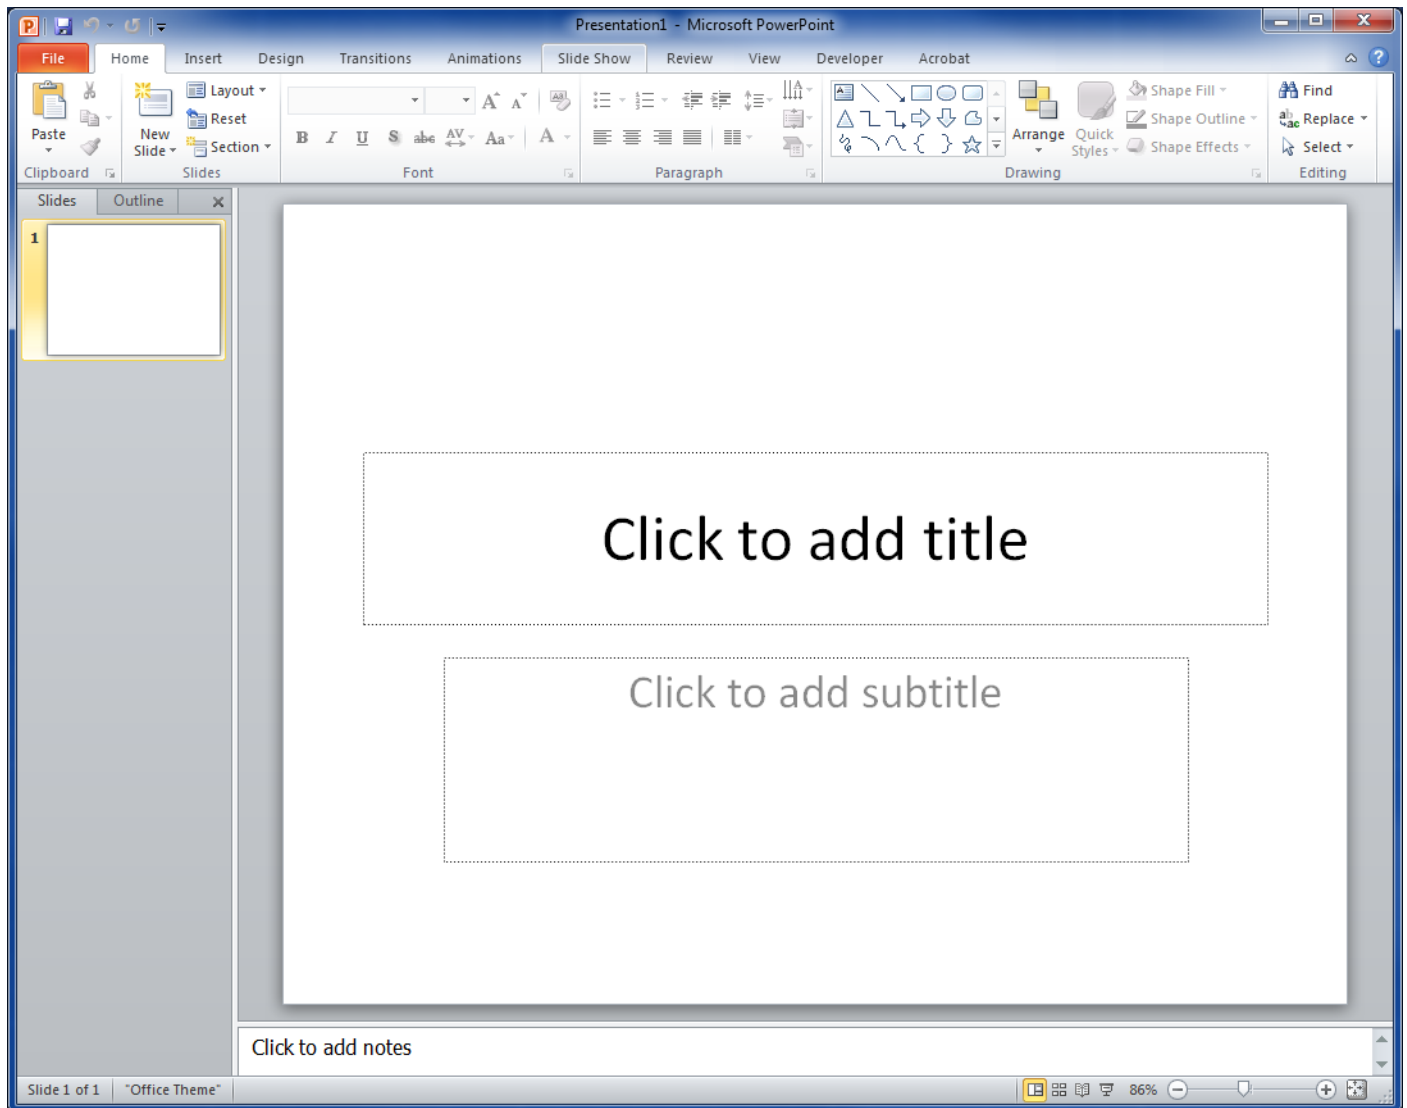 Presentation1 - Microsoft PowerPoint
File Home Insert Design Transitions Animations Slide Show Review View Developer Acrobat
Paste
Clipboard
New Slide
Layout
Reset
Section
Slides
B I U S abc AV Aa A
Font
Paragraph
Arrange
Quick Styles
Shape Fill
Shape Outline
Shape Effects
Drawing
Find
Replace
Select
Editing
Slides Outline
1
Click to add title
Click to add subtitle
Click to add notes
Slide 1 of 1 "Office Theme" 86%